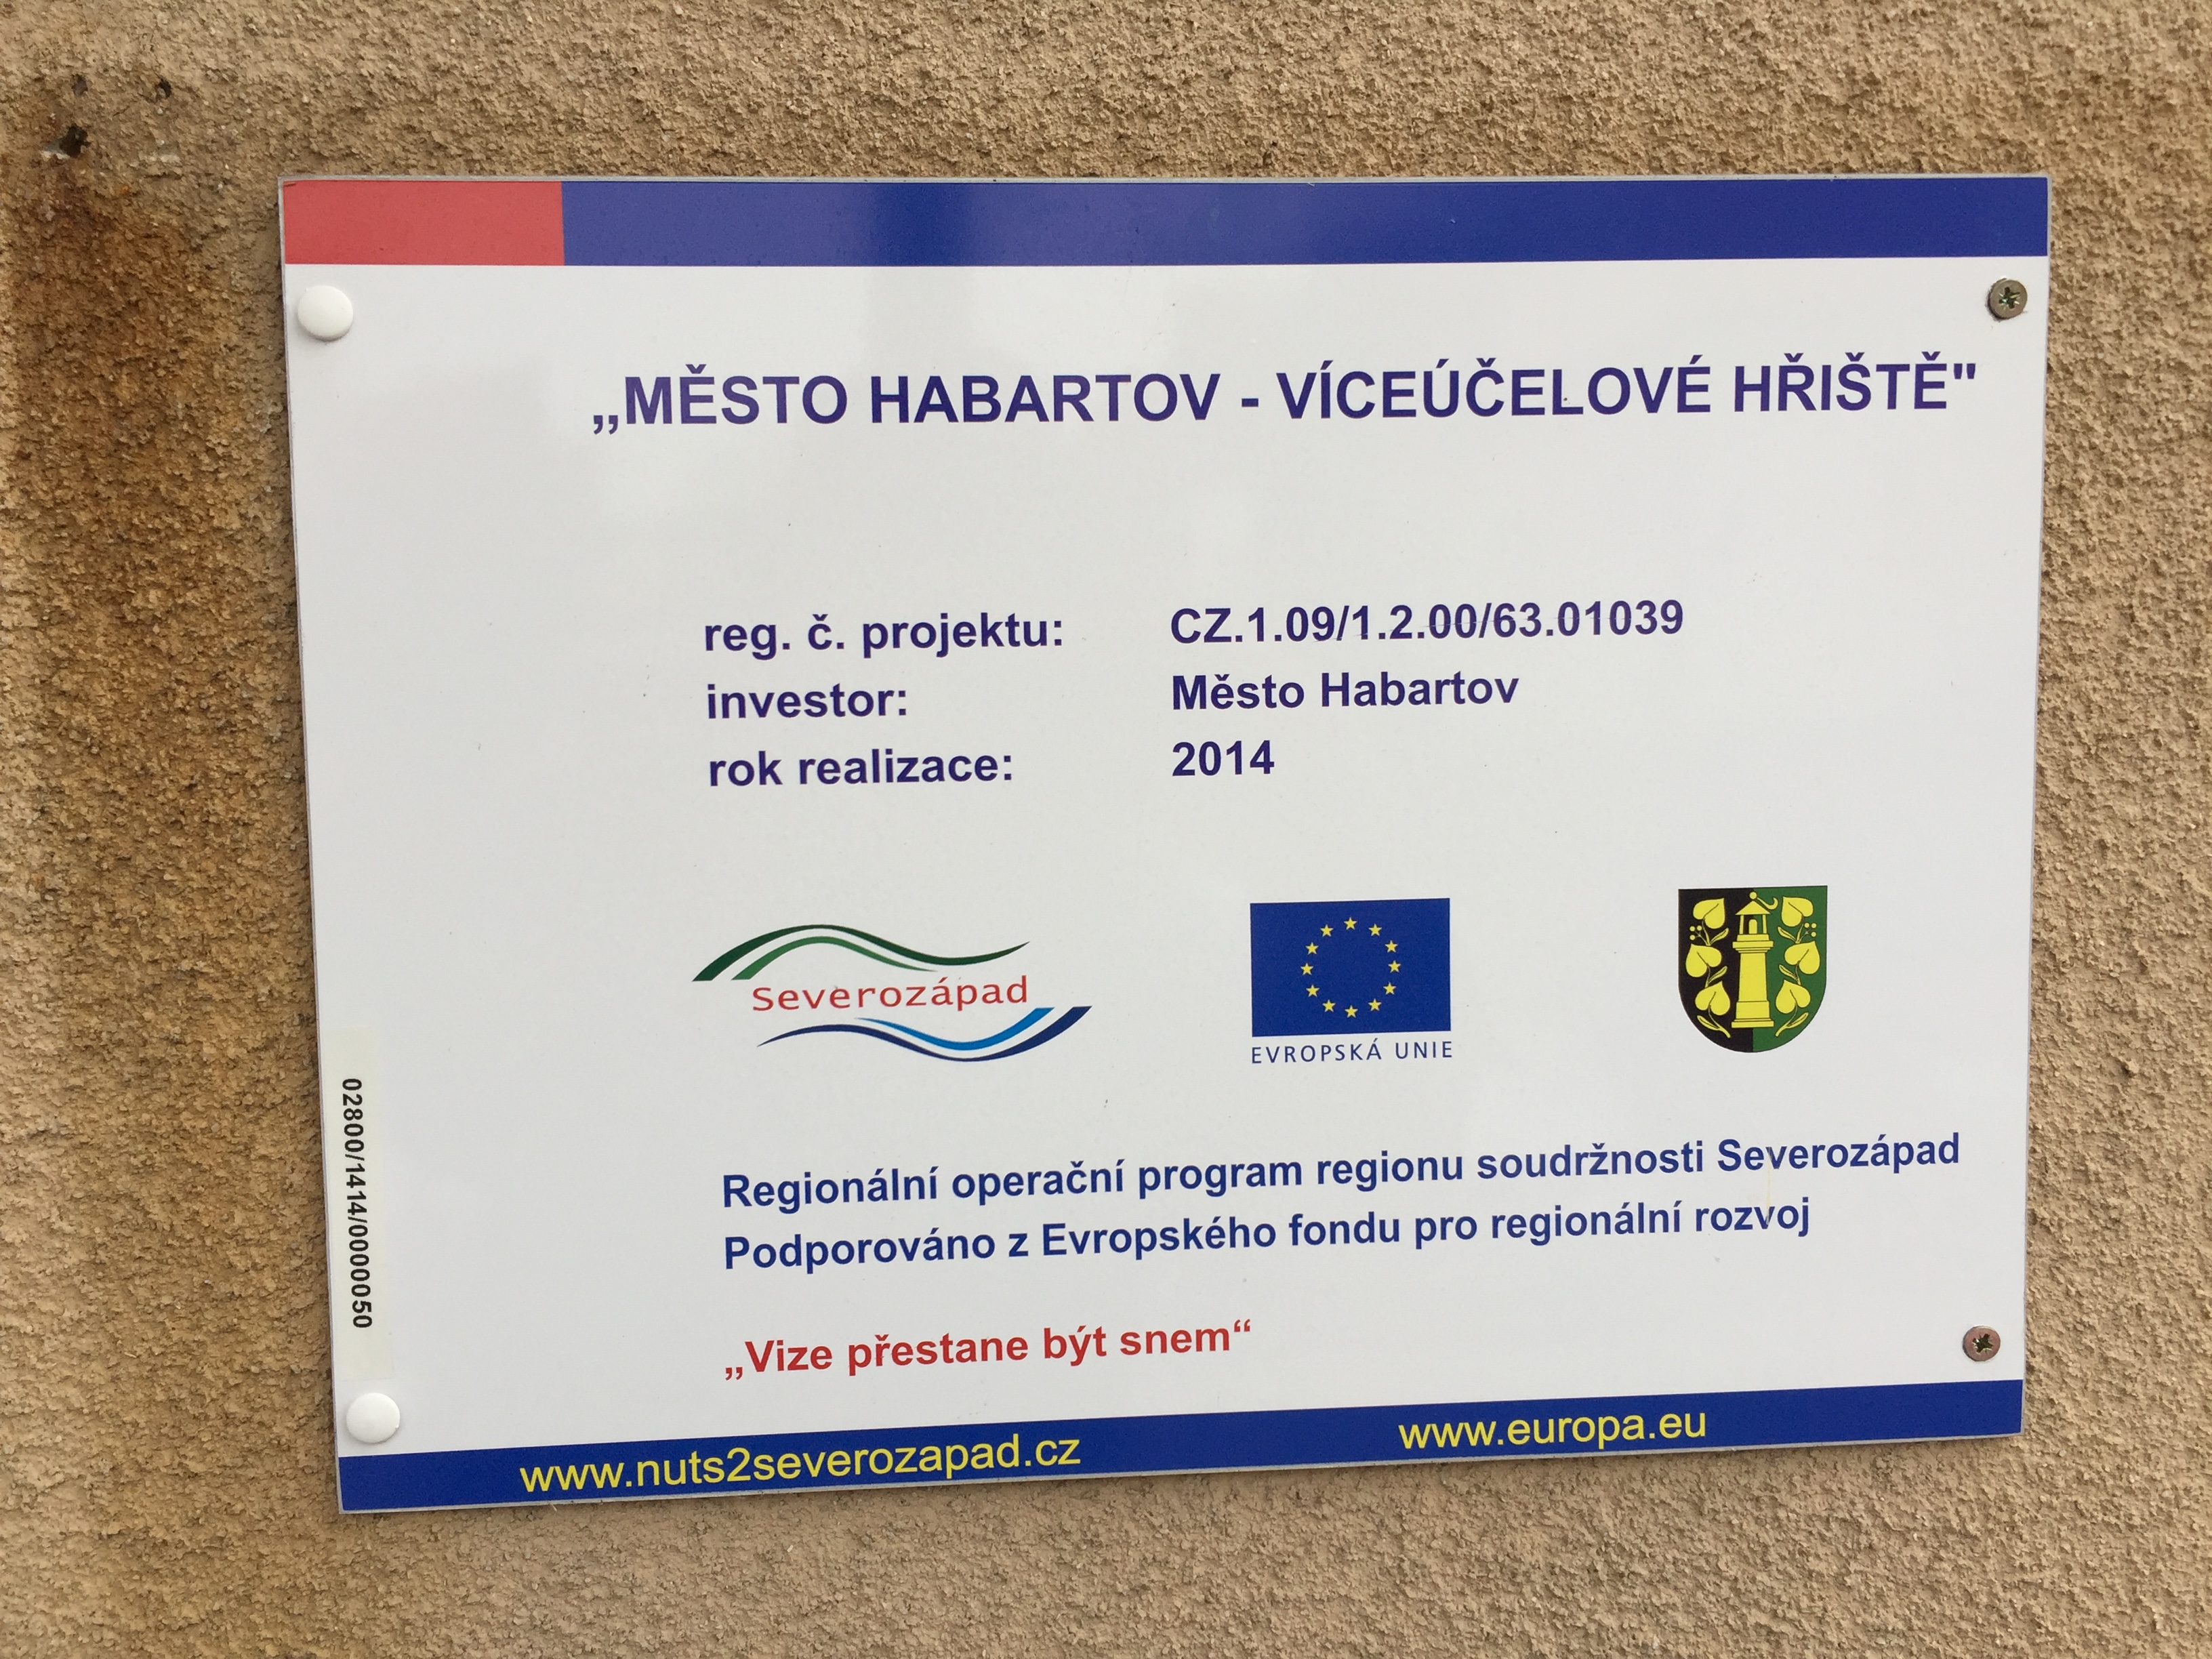 „MĚSTO HABARTOV - VÍCEÚČELOVÉ HŘIŠTĚ"
reg. č. projektu: CZ.1.09/1.2.00/63.01039
investor: Město Habartov
rok realizace: 2014
Severozápad
EVROPSKÁ UNIE
Regionální operační program regionu soudržnosti Severozápad
Podporováno z Evropského fondu pro regionální rozvoj
„Vize přestane být snem“
www.nuts2severozapad.cz www.europa.eu
02800/1414/0000050